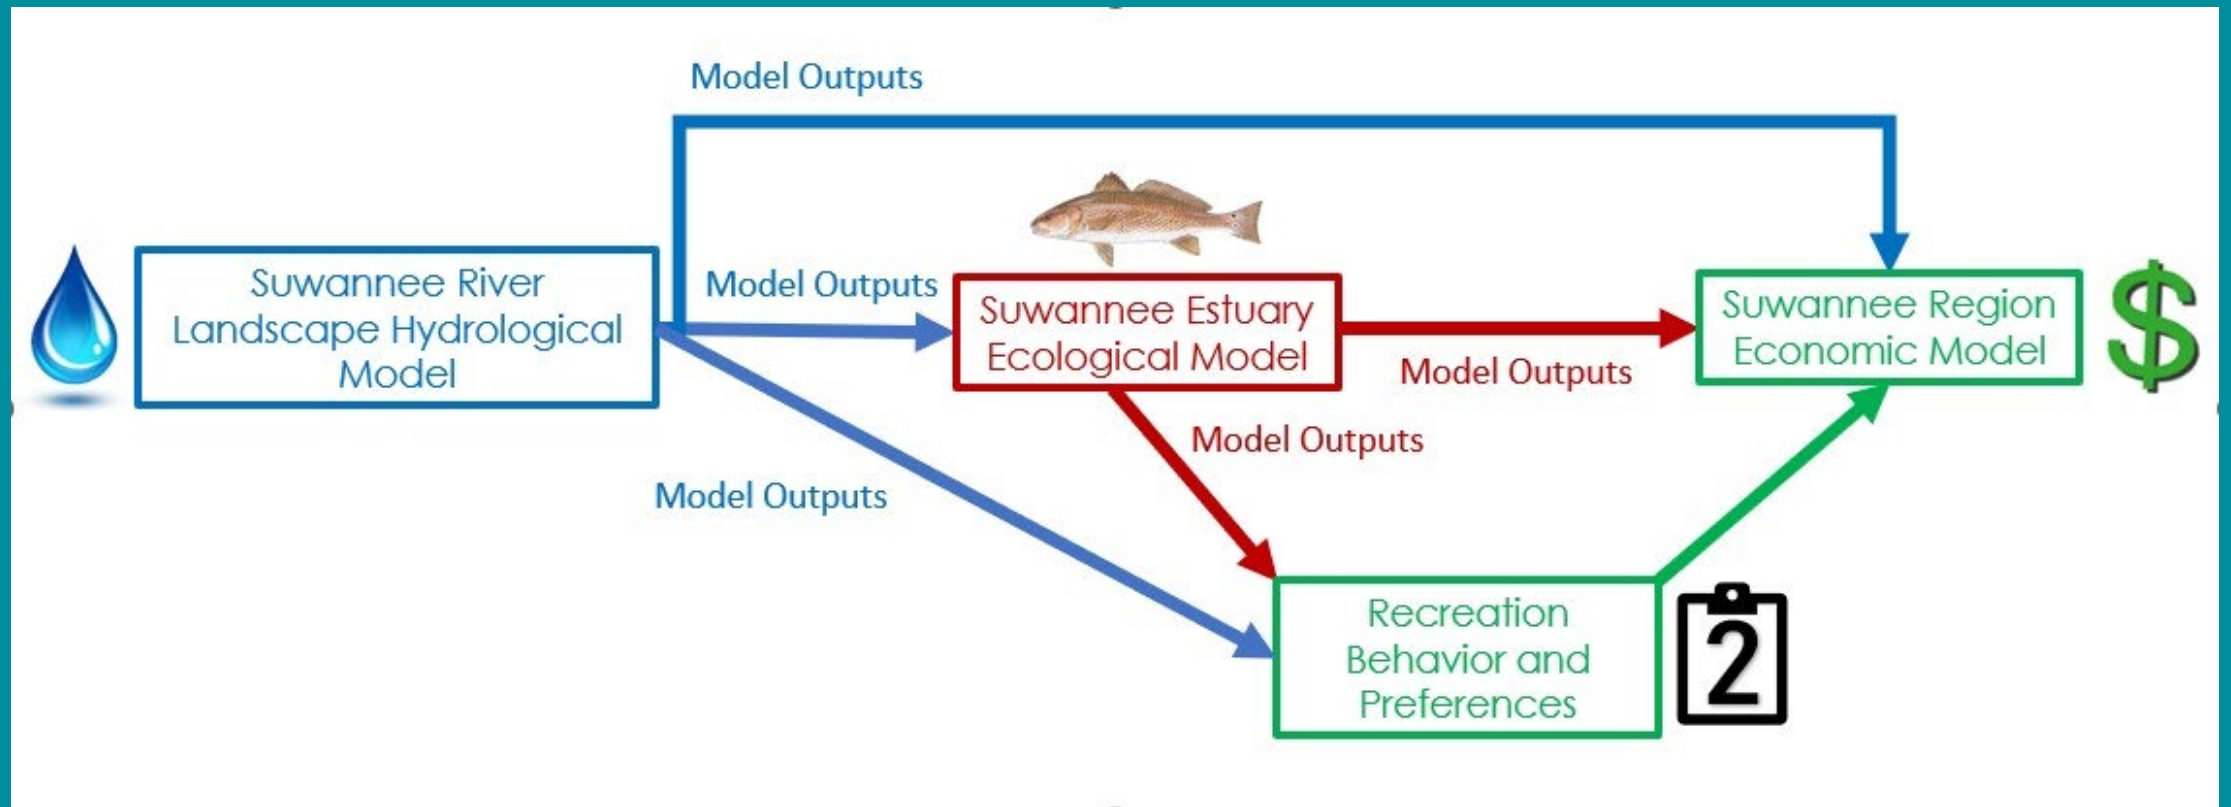 Model Outputs
Suwannee River
Landscape Hydrological
Model
Model Outputs
Suwannee Estuary
Ecological Model
Model Outputs
Suwannee Region
Economic Model
$
Model Outputs
Model Outputs
Recreation
Behavior and
Preferences
2